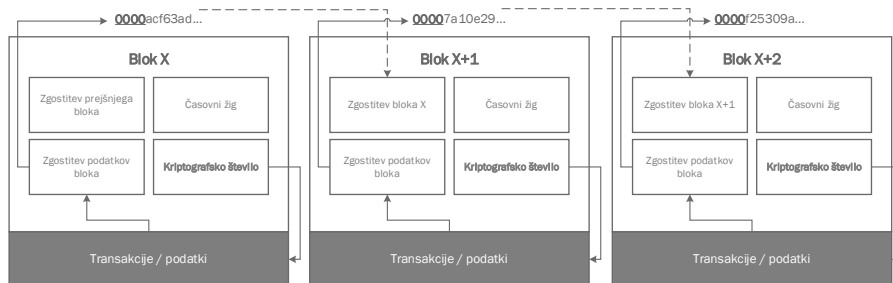 0000acf63ad...
00007a10e29...
0000f25309a...
Blok X
Zgostitev prejšnjega
bloka
Časovni žig
Zgostitev podatkov
bloka
Kriptografsko število
Transakcije / podatki
Blok X+1
Zgostitev bloka X
Časovni žig
Zgostitev podatkov
bloka
Kriptografsko število
Transakcije / podatki
Blok X+2
Zgostitev bloka X+1
Časovni žig
Zgostitev podatkov
bloka
Kriptografsko število
Transakcije / podatki